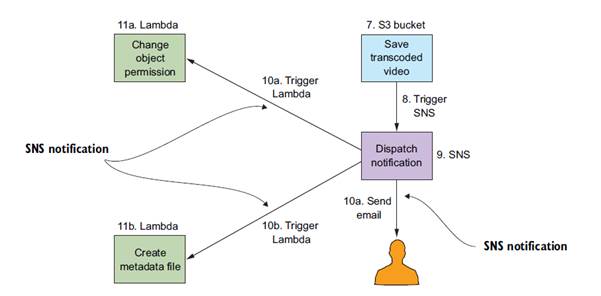 11a. Lambda
Change
object
permission
7. S3 bucket
Save
transcoded
video
10a. Trigger
Lambda
8. Trigger
SNS
SNS notification
Dispatch
notification
9. SNS
10a. Send
email
11b. Lambda
10b. Trigger
Lambda
Create
metadata file
SNS notification